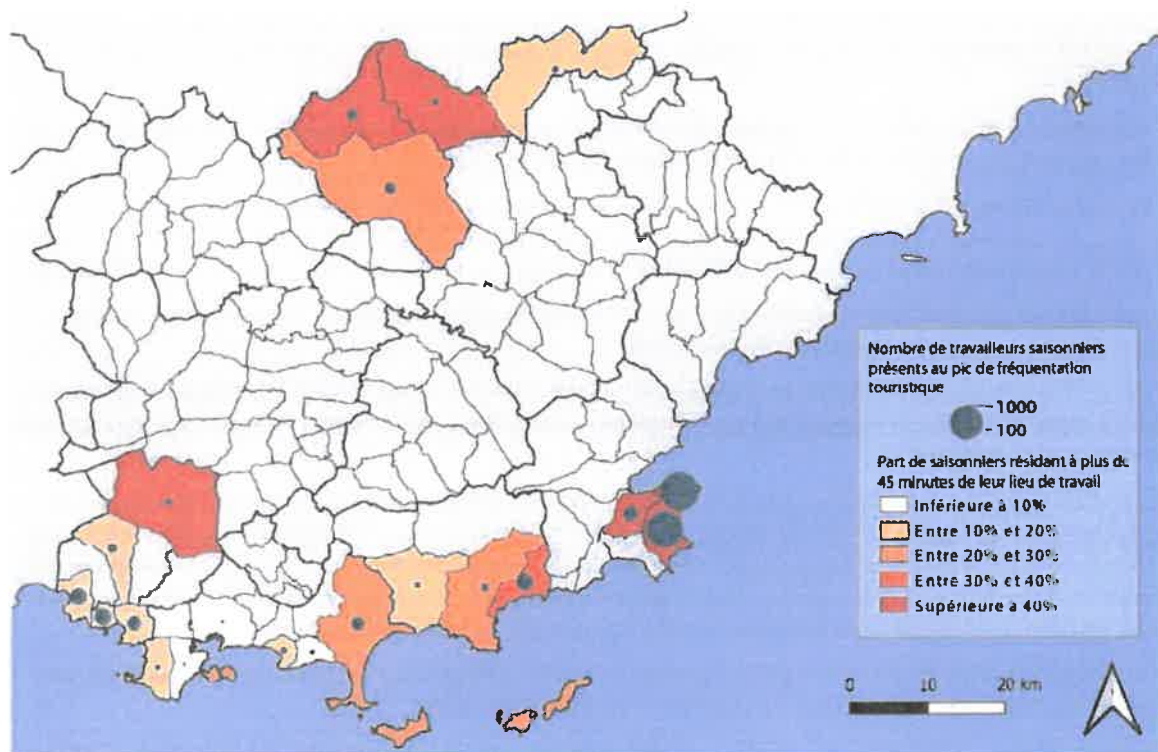 Nombre de travailleurs saisonniers
présents au pic de fréquentation
touristique
1000
100
Part de saisonniers résidant à plus de
45 minutes de leur lieu de travail
Inférieure à 10%
Entre 10% et 20%
Entre 20% et 30%
Entre 30% et 40%
Supérieure à 40%
0 10 20 km